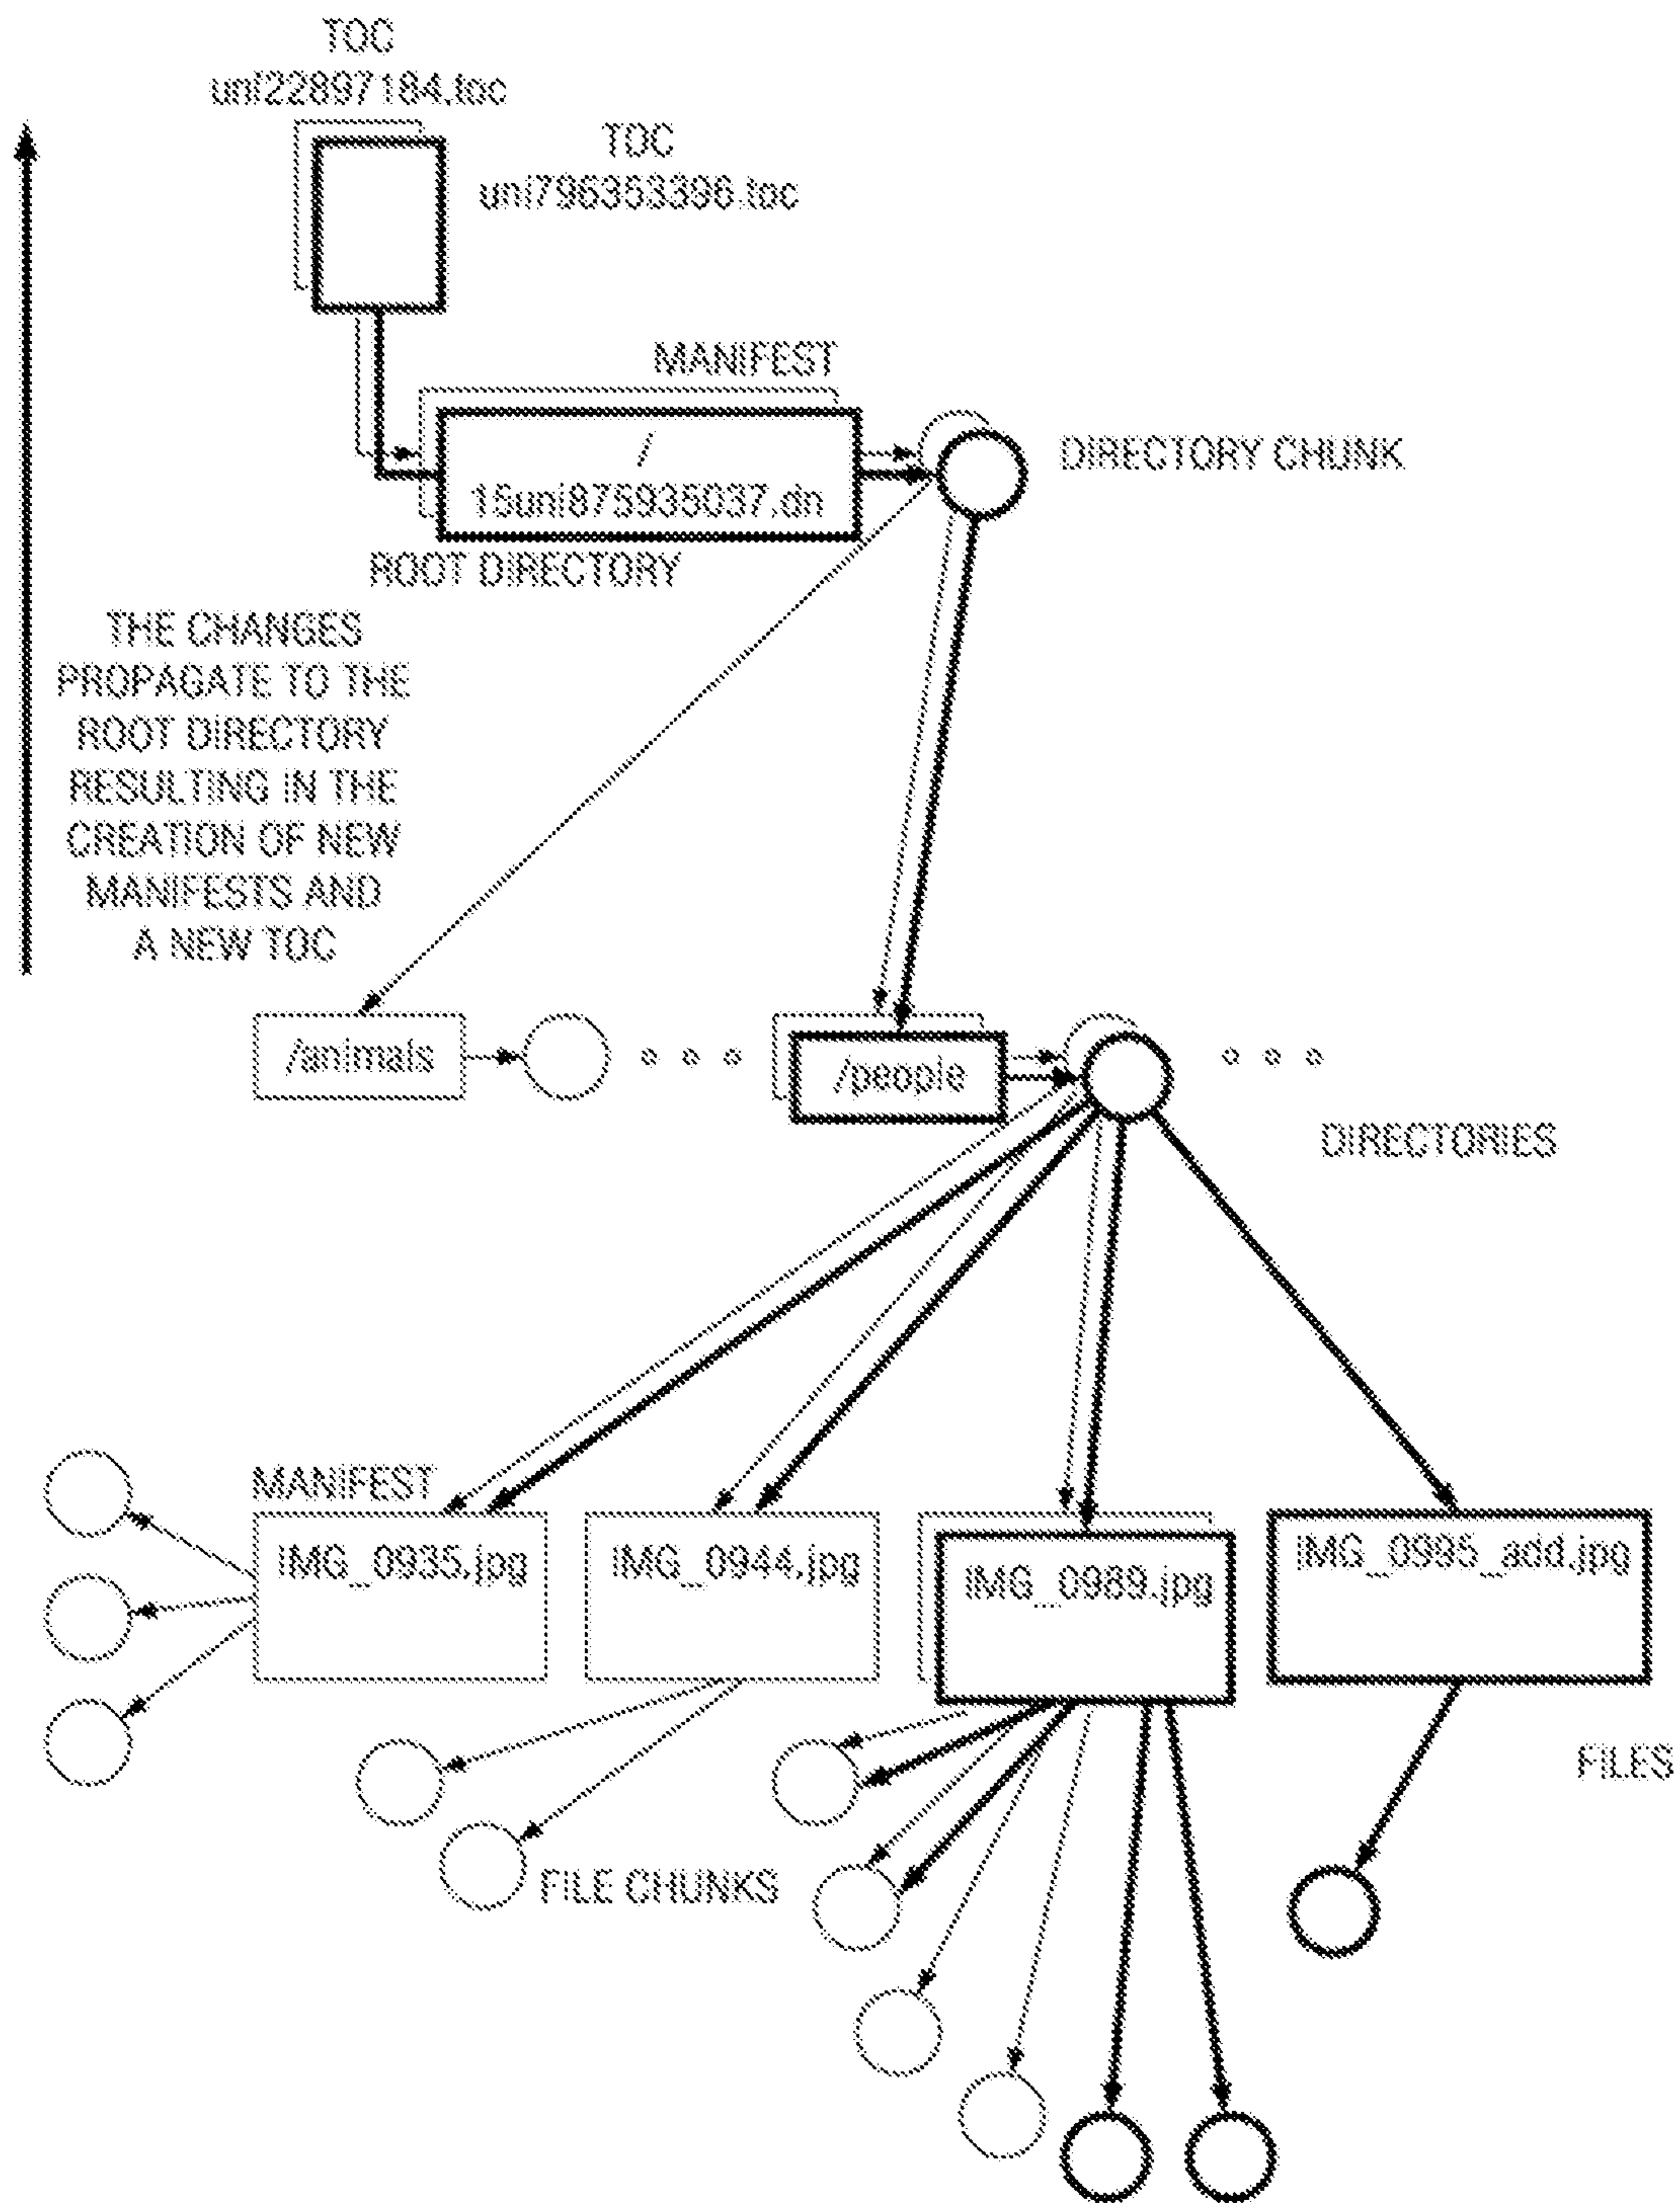 TOC
uni22897184.toc
TOC
uni796353396.toc
MANIFEST
/
15uni875935037.dn
DIRECTORY CHUNK
ROOT DIRECTORY
THE CHANGES
PROPAGATE TO THE
ROOT DIRECTORY
RESULTING IN THE
CREATION OF NEW
MANIFESTS AND
A NEW TOC
/animals
/people
DIRECTORIES
MANIFEST
IMG_0935.jpg
IMG_0944.jpg
IMG_0989.jpg
IMG_0995_add.jpg
FILES
FILE CHUNKS